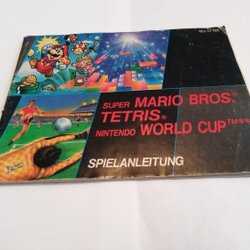 SUPER MARIO BROS.™
TETRIS*
NINTENDO WORLD CUP™**
SPIELANLEITUNG